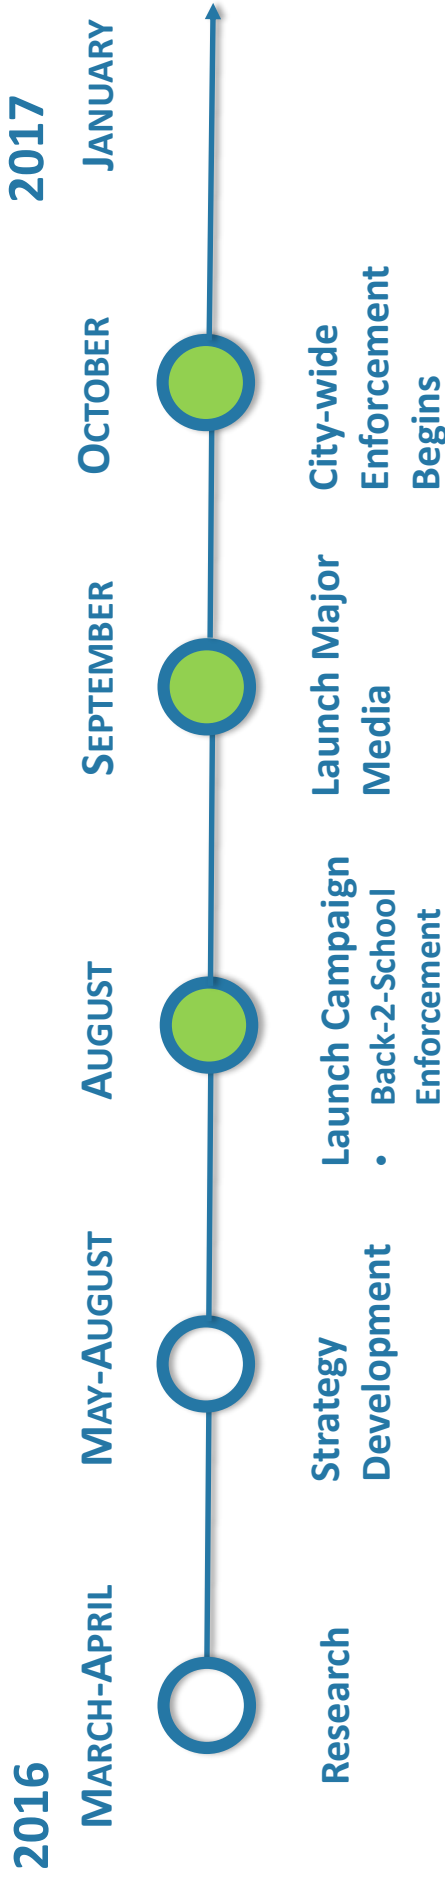 2016
2017
MARCH-APRIL
MAY-AUGUST
AUGUST
SEPTEMBER
OCTOBER
JANUARY
Research
Strategy
Development
Launch Campaign
• Back-2-School
Enforcement
Launch Major
Media
City-wide
Enforcement
Begins